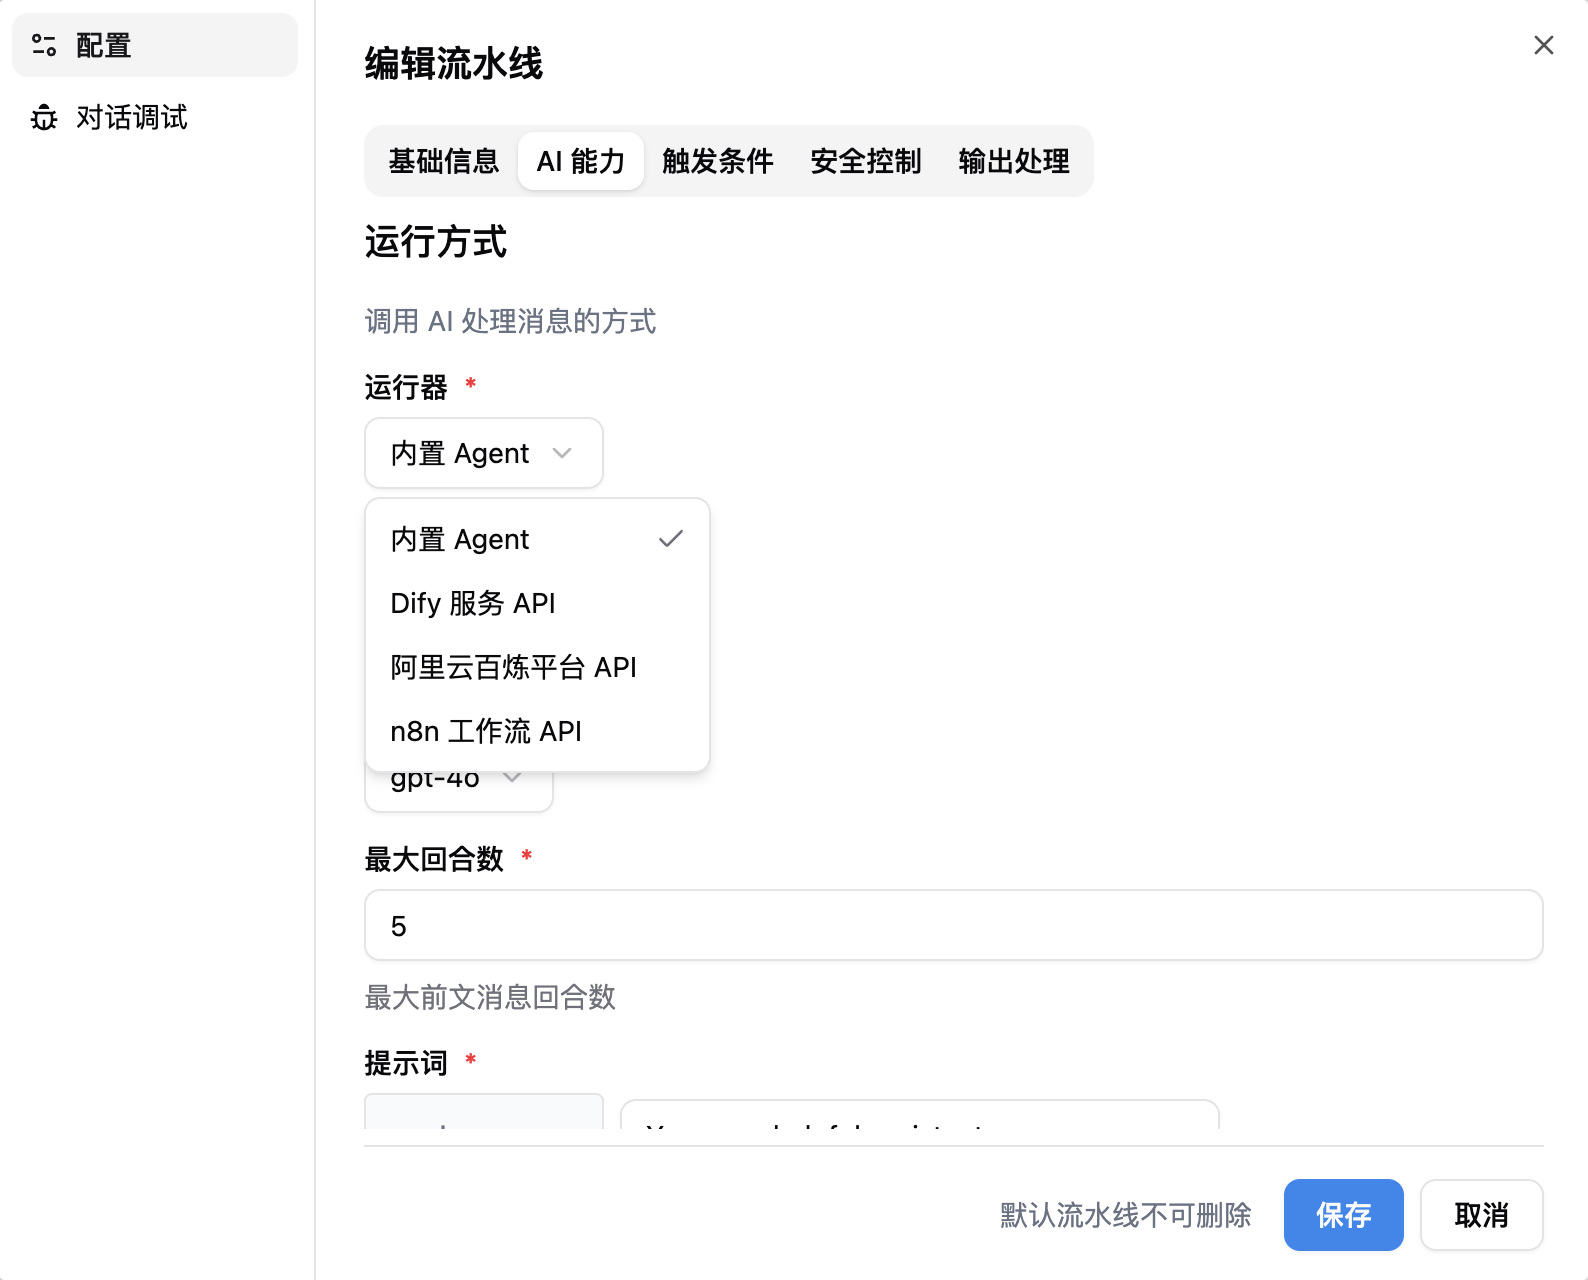 配置
对话调试
编辑流水线
基础信息 AI 能力 触发条件 安全控制 输出处理
运行方式
调用 AI 处理消息的方式
运行器 *
内置 Agent
内置 Agent
Dify 服务 API
阿里云百炼平台 API
n8n 工作流 API
gpt-4o
最大回合数 *
5
最大前文消息回合数
提示词 *
默认流水线不可删除 保存 取消